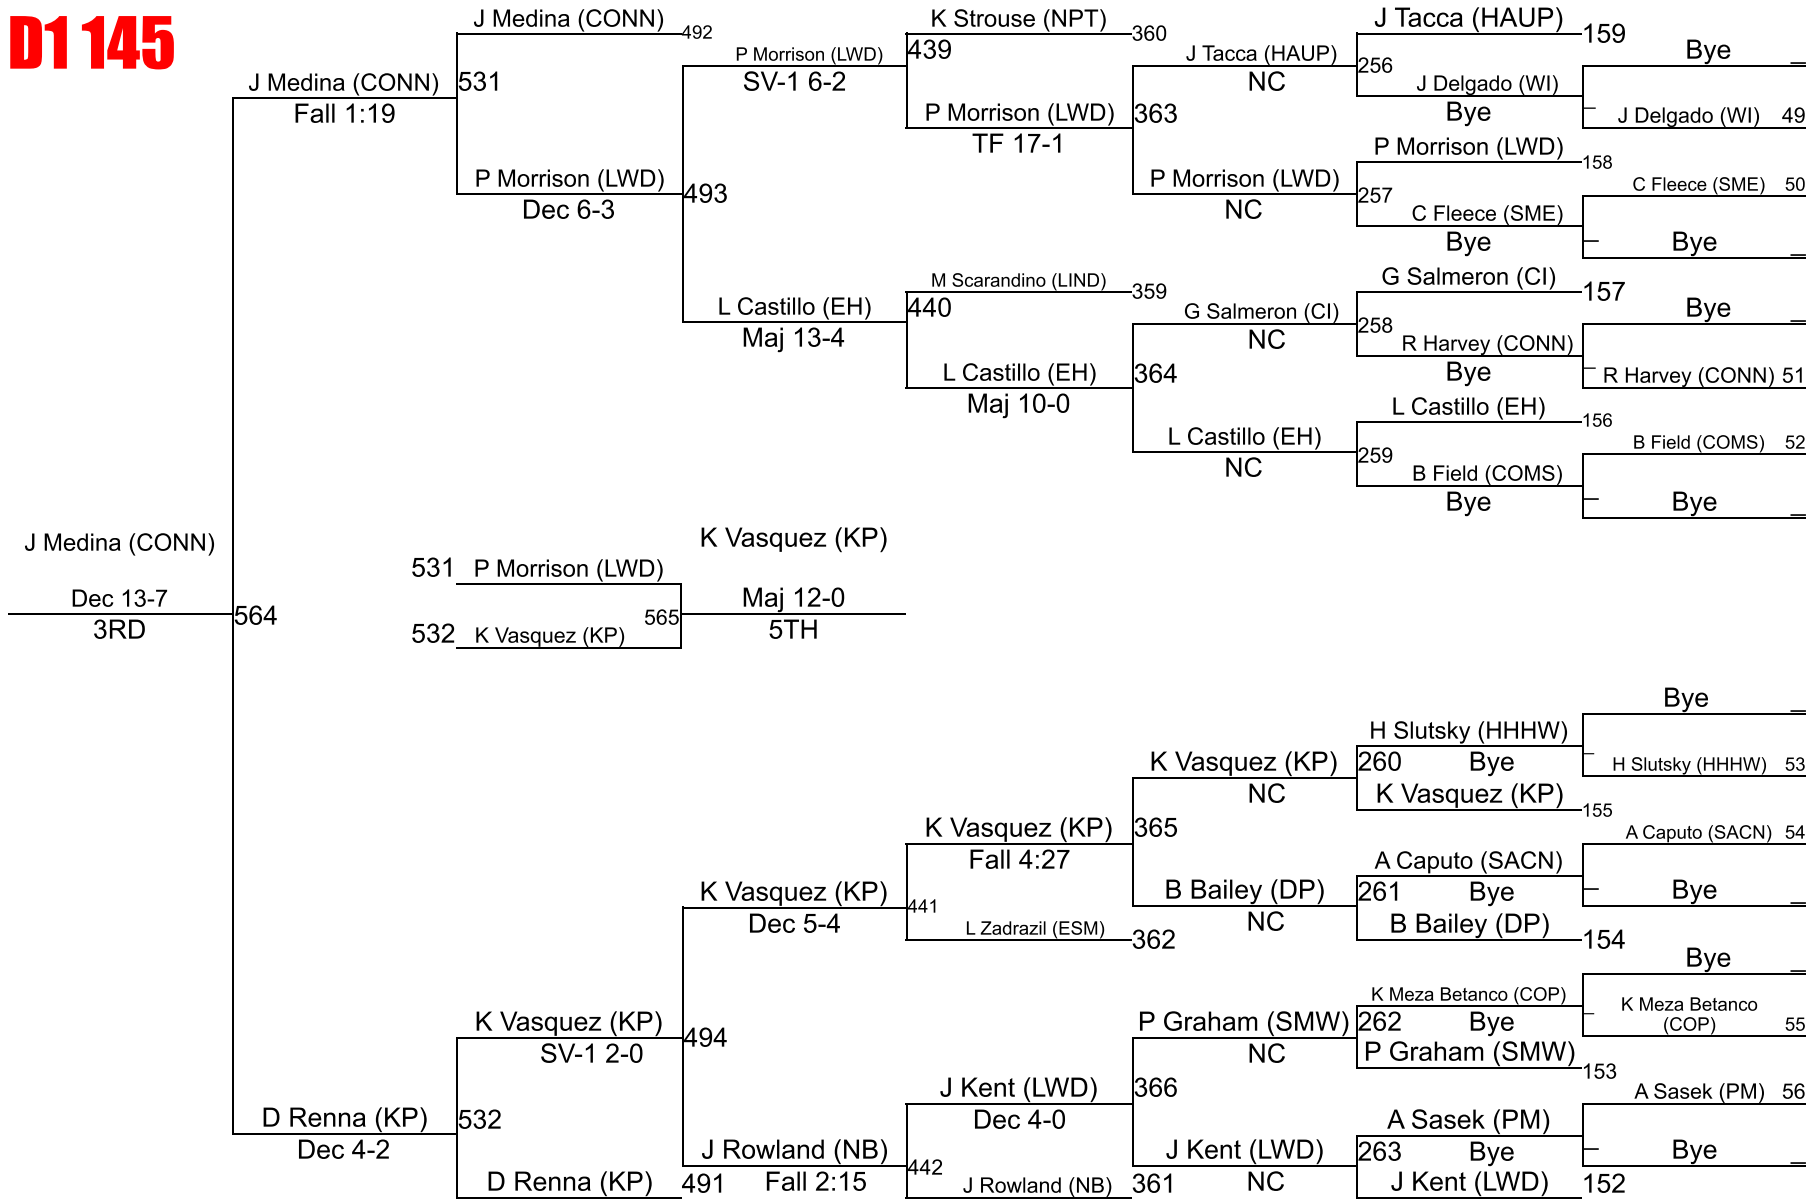 D1 145
J Medina (CONN)
492
K Strouse (NPT)
360
J Tacca (HAUP)
159
Bye
_
P Morrison (LWD)
439
J Tacca (HAUP)
256
J Medina (CONN)
531
SV-1 6-2
NC
J Delgado (WI)
Fall 1:19
P Morrison (LWD)
363
Bye
J Delgado (WI) 49
TF 17-1
P Morrison (LWD)
158
P Morrison (LWD)
493
P Morrison (LWD)
257
C Fleece (SME) 50
Dec 6-3
NC
C Fleece (SME)
Bye
Bye
_
M Scarandino (LIND)
359
G Salmeron (CI)
157
L Castillo (EH)
440
G Salmeron (CI)
258
Bye
_
Maj 13-4
NC
R Harvey (CONN)
L Castillo (EH)
364
Bye
R Harvey (CONN) 51
Maj 10-0
L Castillo (EH)
156
L Castillo (EH)
259
B Field (COMS) 52
NC
B Field (COMS)
Bye
Bye
_
J Medina (CONN)
K Vasquez (KP)
531 P Morrison (LWD)
Dec 13-7
564
565
Maj 12-0
3RD
532 K Vasquez (KP)
5TH
Bye
_
H Slutsky (HHHW)
K Vasquez (KP)
260
Bye
H Slutsky (HHHW) 53
NC
K Vasquez (KP)
155
K Vasquez (KP)
365
A Caputo (SACN) 54
Fall 4:27
A Caputo (SACN)
K Vasquez (KP)
441
B Bailey (DP)
261
Bye
Bye
_
Dec 5-4
L Zadrazil (ESM)
362
NC
B Bailey (DP)
154
Bye
_
K Meza Betanco (COP)
K Meza Betanco
(COP) 55
K Vasquez (KP)
494
P Graham (SMW)
262
Bye
SV-1 2-0
NC
P Graham (SMW)
153
J Kent (LWD)
366
A Sasek (PM) 56
D Renna (KP)
532
Dec 4-0
A Sasek (PM)
Dec 4-2
J Rowland (NB)
442
J Kent (LWD)
263
Bye
Bye
_
D Renna (KP)
491
Fall 2:15
J Rowland (NB)
361
NC
J Kent (LWD)
152